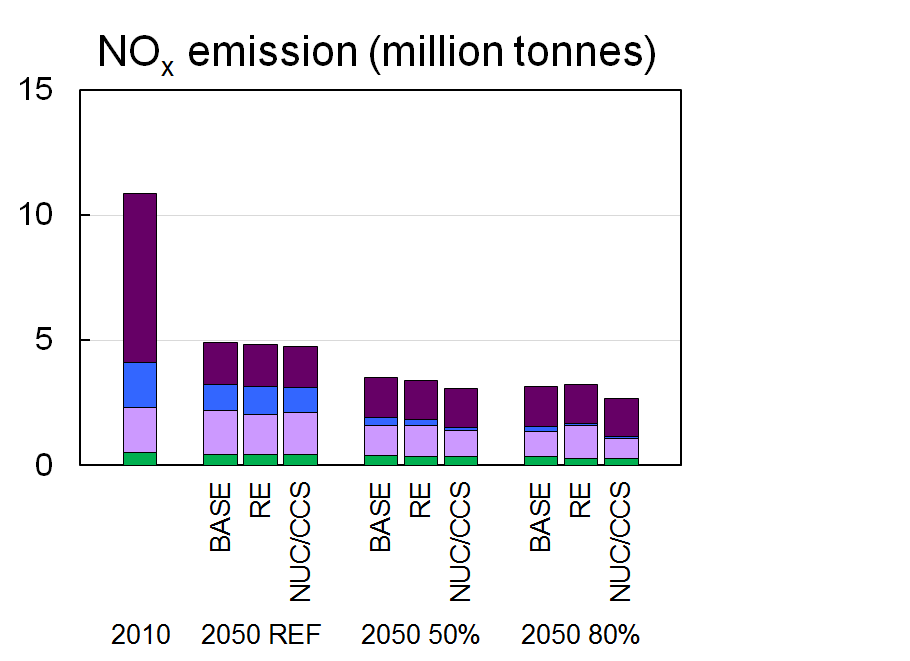 NOx emission (million tonnes)
15
10
5
0
BASE
RE
NUC/CCS
BASE
RE
NUC/CCS
BASE
RE
NUC/CCS
2010 2050 REF 2050 50% 2050 80%